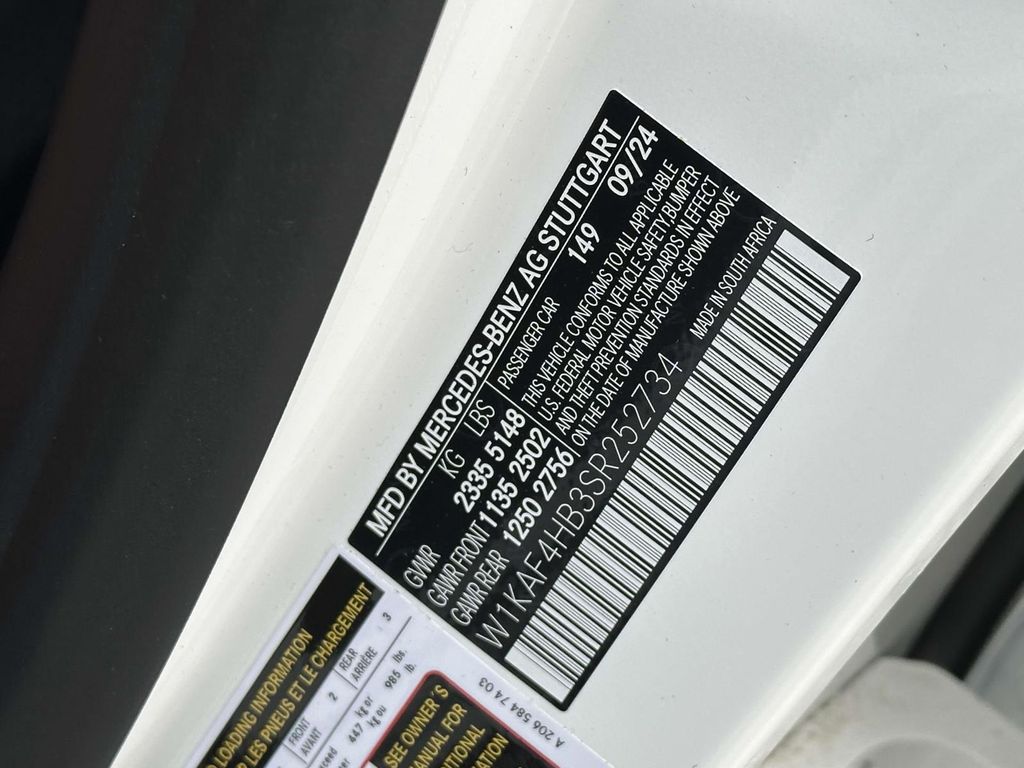 MFD BY MERCEDES-BENZ AG STUTTGART
KG LBS
149 09/24
GVWR 2335 5148
GAWR FRONT 1135 2502
GAWR REAR 1250 2756
PASSENGER CAR
THIS VEHICLE CONFORMS TO ALL APPLICABLE
U.S. FEDERAL MOTOR VEHICLE SAFETY/BUMPER
AND THEFT PREVENTION STANDARDS IN EFFECT
ON THE DATE OF MANUFACTURE SHOWN ABOVE
W1KAF4HB3SR252734
MADE IN SOUTH AFRICA
LOADING INFORMATION
LES PNEUS ET LE CHARGEMENT
FRONT 2 REAR 3
AVANT ARRIÈRE
447 kg or 985 lbs.
kg ou lb.
SEE OWNER'S
MANUAL FOR
A 206 584 74 03